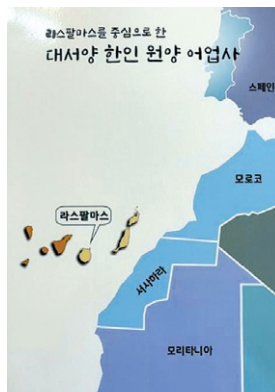 라스팔마스를 중심으로 한
대서양 한인 원양 어업사
스페인
모로코
라스팔마스
서사하라
모리타니아